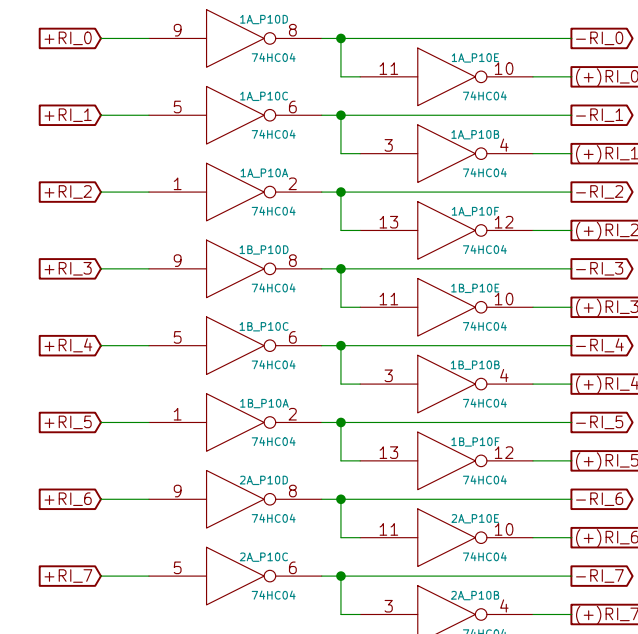 1A_P10D
+RI_0 9 8 -RI_0
74HC04
1A_P10E
11 10 (+)RI_0
74HC04
1A_P10C
+RI_1 5 6 -RI_1
74HC04
1A_P10B
3 4 (+)RI_1
74HC04
1A_P10A
+RI_2 1 2 -RI_2
74HC04
1A_P10F
13 12 (+)RI_2
74HC04
1B_P10D
+RI_3 9 8 -RI_3
74HC04
1B_P10E
11 10 (+)RI_3
74HC04
1B_P10C
+RI_4 5 6 -RI_4
74HC04
1B_P10B
3 4 (+)RI_4
74HC04
1B_P10A
+RI_5 1 2 -RI_5
74HC04
1B_P10F
13 12 (+)RI_5
74HC04
2A_P10D
+RI_6 9 8 -RI_6
74HC04
2A_P10E
11 10 (+)RI_6
74HC04
2A_P10C
+RI_7 5 6 -RI_7
74HC04
2A_P10B
3 4 (+)RI_7
74HC04